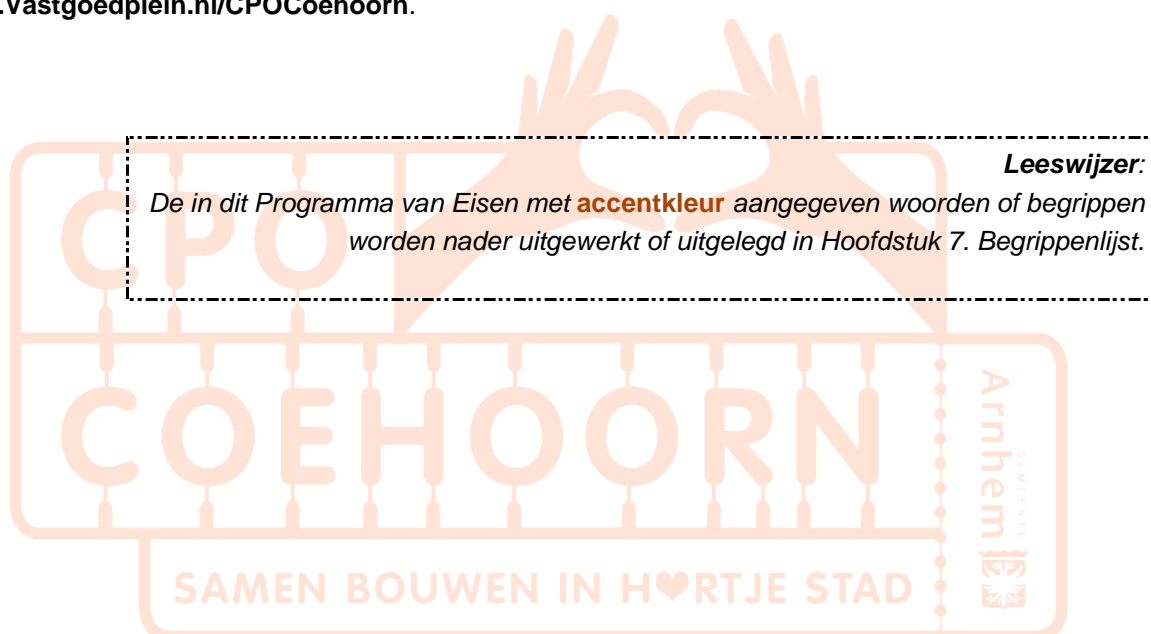 .Vastgoedplein.nl/CPOCoehoorn.
Leeswijzer:
De in dit Programma van Eisen met accentkleur aangegeven woorden of begrippen
worden nader uitgewerkt of uitgelegd in Hoofdstuk 7. Begrippenlijst.
CPO
COEHOORN
Arnhem
GEMEENTE
SAMEN BOUWEN IN H♥RTJE STAD